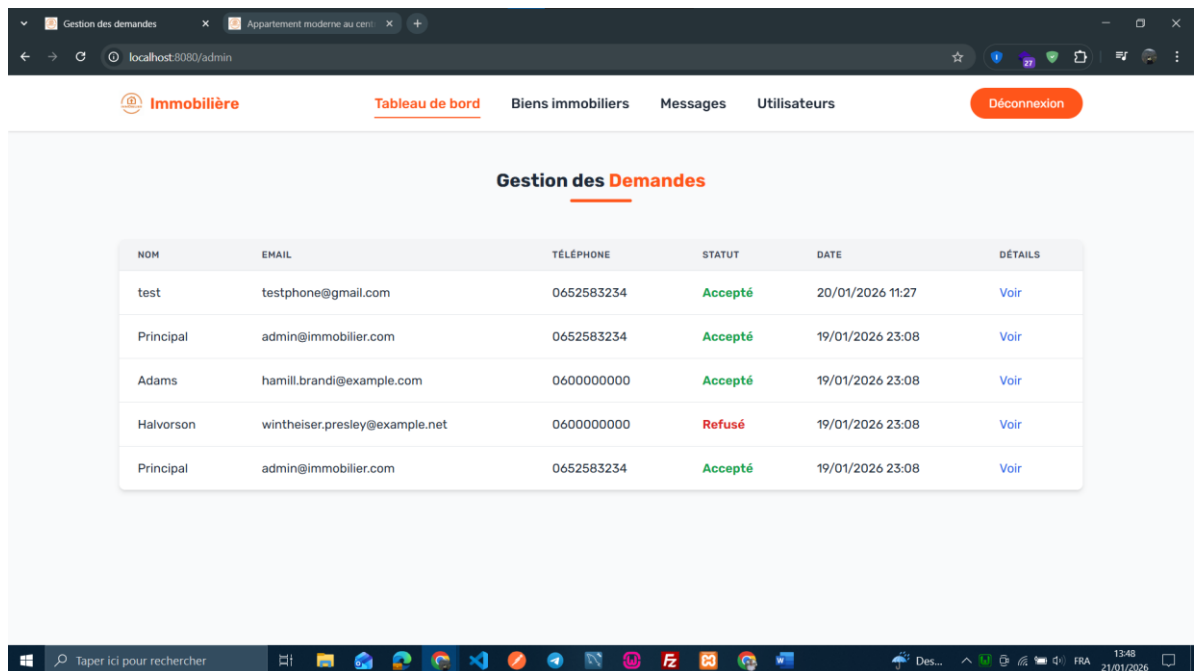 Gestion des demandes
Appartement moderne au cent
localhost:8080/admin
27
Immobilière Tableau de bord Biens immobiliers Messages Utilisateurs Déconnexion
Gestion des Demandes
NOM EMAIL TÉLÉPHONE STATUT DATE DÉTAILS
test testphone@gmail.com 0652583234 Accepté 20/01/2026 11:27 Voir
Principal admin@immobilier.com 0652583234 Accepté 19/01/2026 23:08 Voir
Adams hamill.brandi@example.com 0600000000 Accepté 19/01/2026 23:08 Voir
Halvorson wintheiser.presley@example.net 0600000000 Refusé 19/01/2026 23:08 Voir
Principal admin@immobilier.com 0652583234 Accepté 19/01/2026 23:08 Voir
Taper ici pour rechercher Des... FRA 13:48
21/01/2026